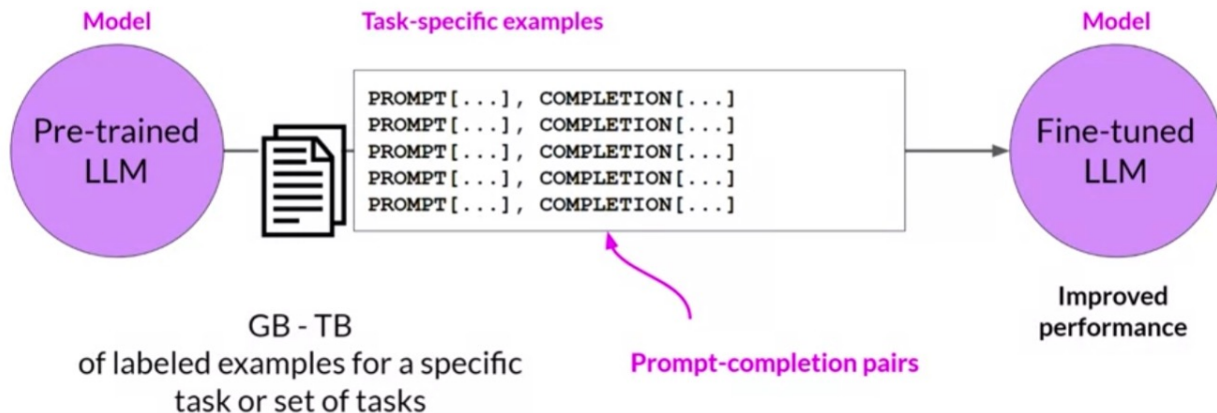 Model
Task-specific examples
Model
Pre-trained
LLM
PROMPT[...], COMPLETION[...]
PROMPT[...], COMPLETION[...]
PROMPT[...], COMPLETION[...]
PROMPT[...], COMPLETION[...]
PROMPT[...], COMPLETION[...]
Fine-tuned
LLM
GB - TB
of labeled examples for a specific
task or set of tasks
Prompt-completion pairs
Improved
performance